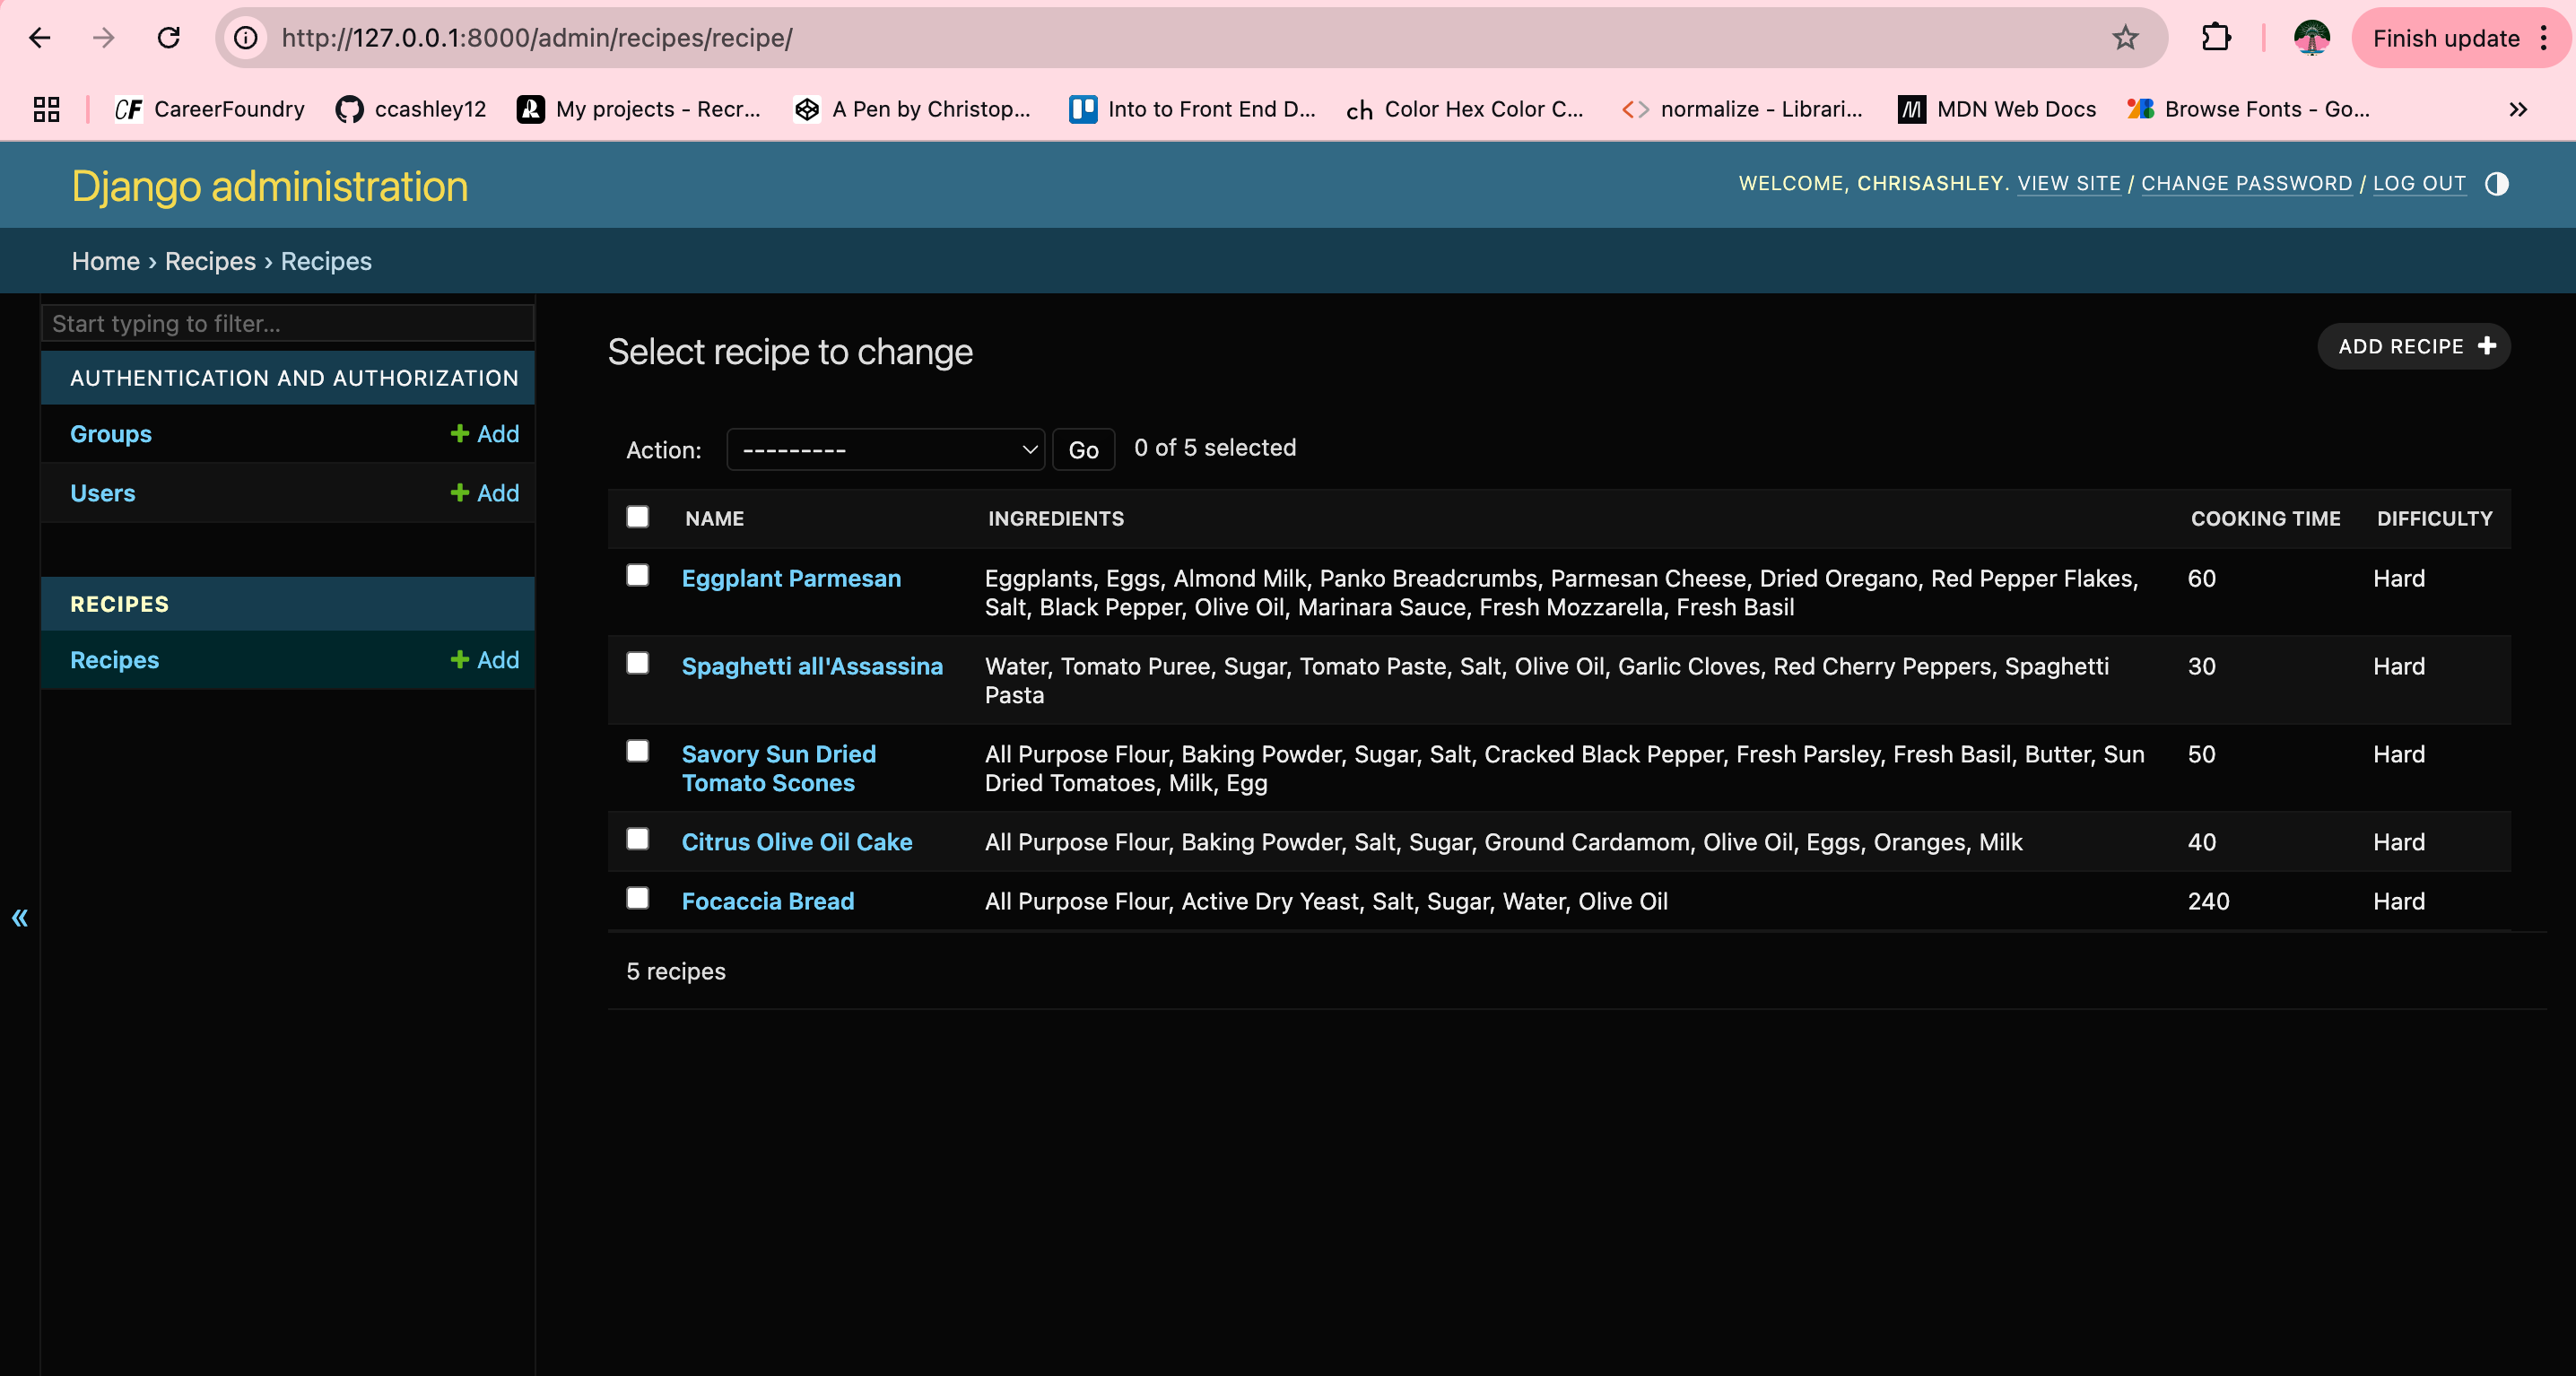 http://127.0.0.1:8000/admin/recipes/recipe/
Finish update
CF CareerFoundry
ccashley12
My projects - Recr...
A Pen by Christop...
Into to Front End D...
ch Color Hex Color C...
<> normalize - Librari...
M MDN Web Docs
Browse Fonts - Go...
Django administration
WELCOME, CHRISASHLEY. VIEW SITE / CHANGE PASSWORD / LOG OUT
Home › Recipes › Recipes
Start typing to filter...
AUTHENTICATION AND AUTHORIZATION
Groups + Add
Users + Add
RECIPES
Recipes + Add
«
Select recipe to change
ADD RECIPE +
Action: --------- Go 0 of 5 selected
NAME INGREDIENTS COOKING TIME DIFFICULTY
Eggplant Parmesan Eggplants, Eggs, Almond Milk, Panko Breadcrumbs, Parmesan Cheese, Dried Oregano, Red Pepper Flakes, 60 Hard
Salt, Black Pepper, Olive Oil, Marinara Sauce, Fresh Mozzarella, Fresh Basil
Spaghetti all'Assassina Water, Tomato Puree, Sugar, Tomato Paste, Salt, Olive Oil, Garlic Cloves, Red Cherry Peppers, Spaghetti 30 Hard
Pasta
Savory Sun Dried All Purpose Flour, Baking Powder, Sugar, Salt, Cracked Black Pepper, Fresh Parsley, Fresh Basil, Butter, Sun 50 Hard
Tomato Scones Dried Tomatoes, Milk, Egg
Citrus Olive Oil Cake All Purpose Flour, Baking Powder, Salt, Sugar, Ground Cardamom, Olive Oil, Eggs, Oranges, Milk 40 Hard
Focaccia Bread All Purpose Flour, Active Dry Yeast, Salt, Sugar, Water, Olive Oil 240 Hard
5 recipes